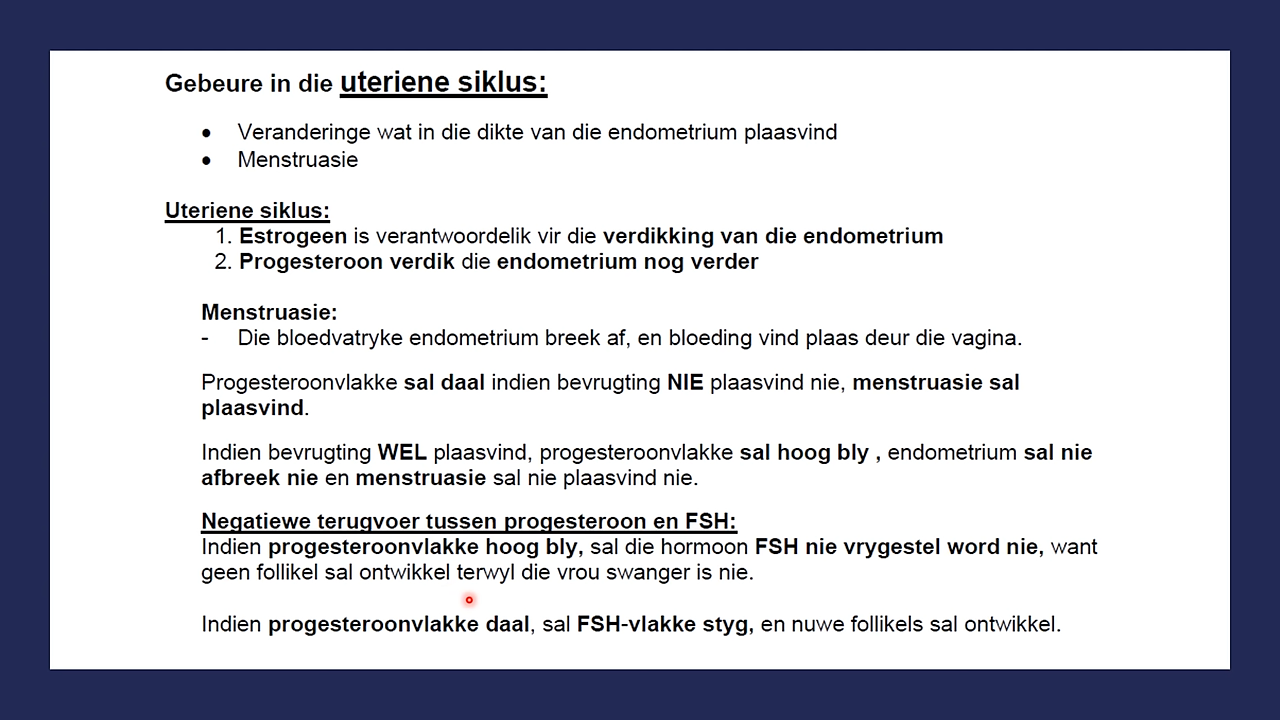 Gebeure in die uteriene siklus:
• Veranderinge wat in die dikte van die endometrium plaasvind
• Menstruasie
Uteriene siklus:
1. Estrogeen is verantwoordelik vir die verdikking van die endometrium
2. Progesteroon verdik die endometrium nog verder
Menstruasie:
- Die bloedvatryke endometrium breek af, en bloeding vind plaas deur die vagina.
Progesteroonvlakke sal daal indien bevrugting NIE plaasvind nie, menstruasie sal
plaasvind.
Indien bevrugting WEL plaasvind, progesteroonvlakke sal hoog bly , endometrium sal nie
afbreek nie en menstruasie sal nie plaasvind nie.
Negatiewe terugvoer tussen progesteroon en FSH:
Indien progesteroonvlakke hoog bly, sal die hormoon FSH nie vrygestel word nie, want
geen follikel sal ontwikkel terwyl die vrou swanger is nie.
Indien progesteroonvlakke daal, sal FSH-vlakke styg, en nuwe follikels sal ontwikkel.